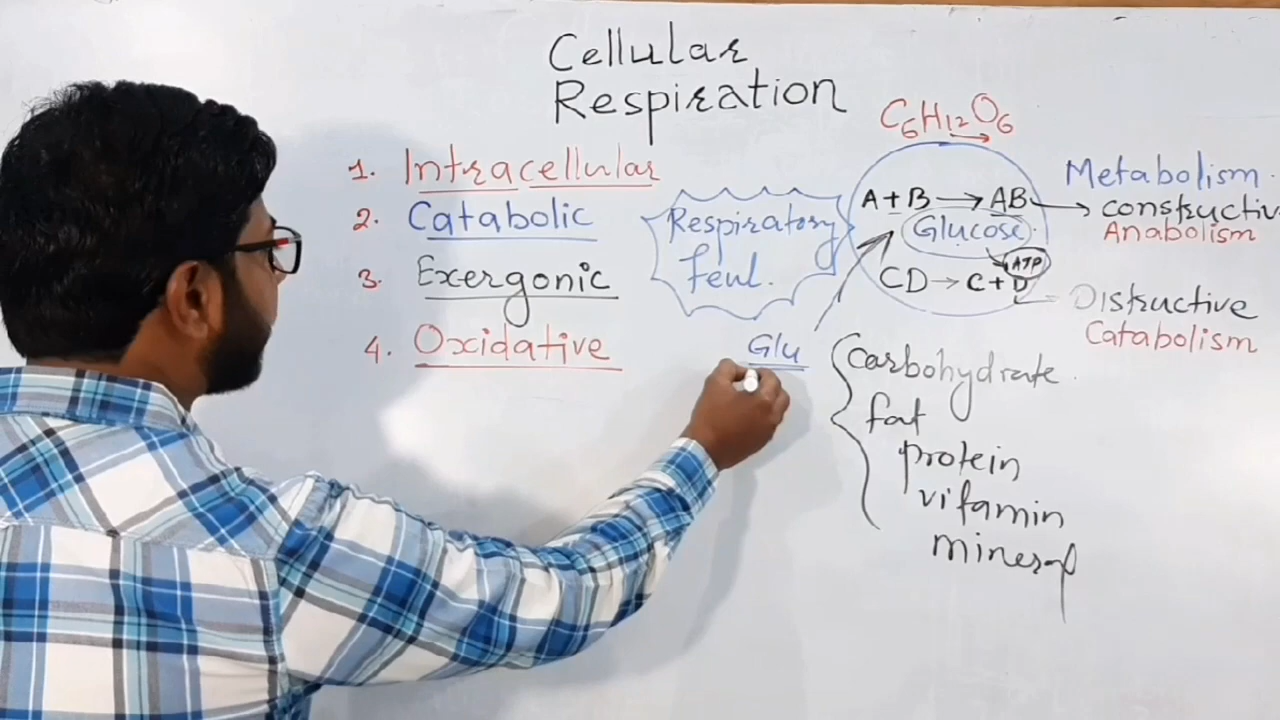 Cellular
Respiration
1. Intracellular
2. Catabolic
3. Exergonic
4. Oxidative
Respiratory
feul.
C6H12O6
A + B → AB
Glucose
ATP
CD → C + D
Metabolism
constructiv
Anabolism
Distructive
Catabolism
Glu
carbohydrate
fat
protein
vitamin
mineral